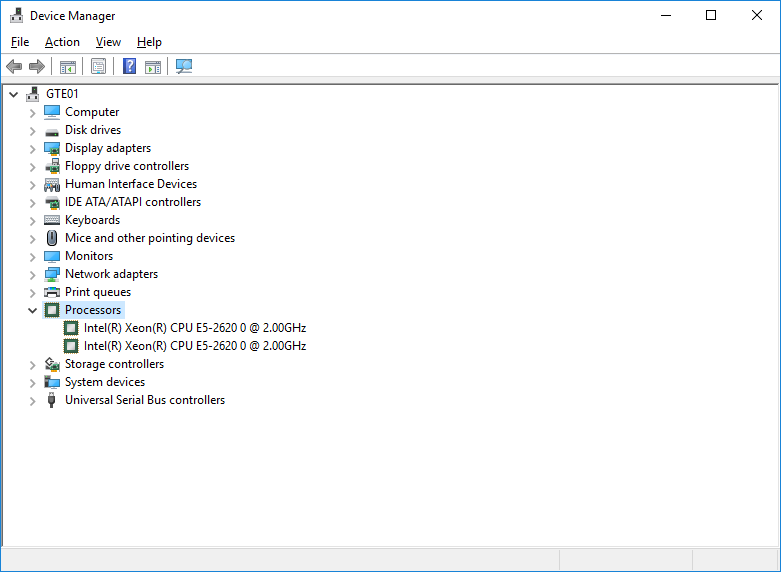 Device Manager
File Action View Help
GTE01
Computer
Disk drives
Display adapters
Floppy drive controllers
Human Interface Devices
IDE ATA/ATAPI controllers
Keyboards
Mice and other pointing devices
Monitors
Network adapters
Print queues
Processors
Intel(R) Xeon(R) CPU E5-2620 0 @ 2.00GHz
Intel(R) Xeon(R) CPU E5-2620 0 @ 2.00GHz
Storage controllers
System devices
Universal Serial Bus controllers